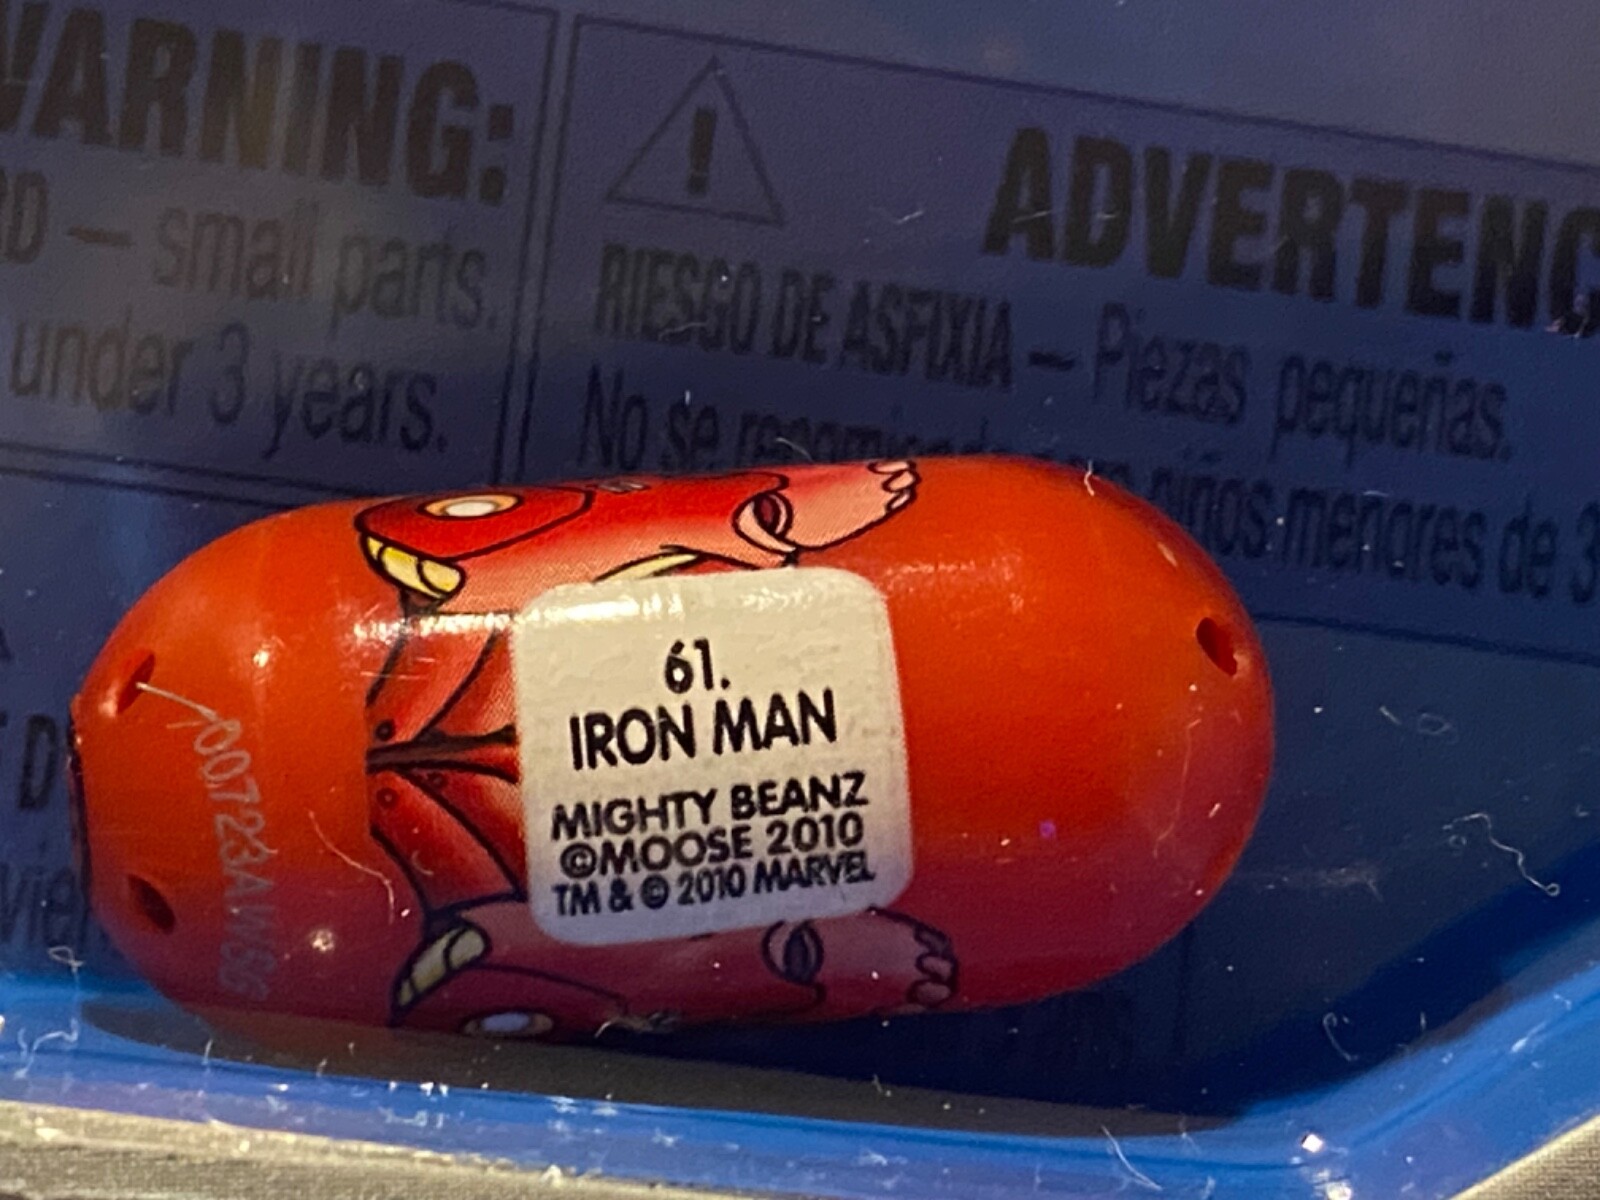 WARNING:
— small parts.
under 3 years.
!
ADVERTENC
RIESGO DE ASFIXIA — Piezas pequeñas.
No se niños menores de 3
61.
IRON MAN
MIGHTY BEANZ
©MOOSE 2010
TM & © 2010 MARVEL